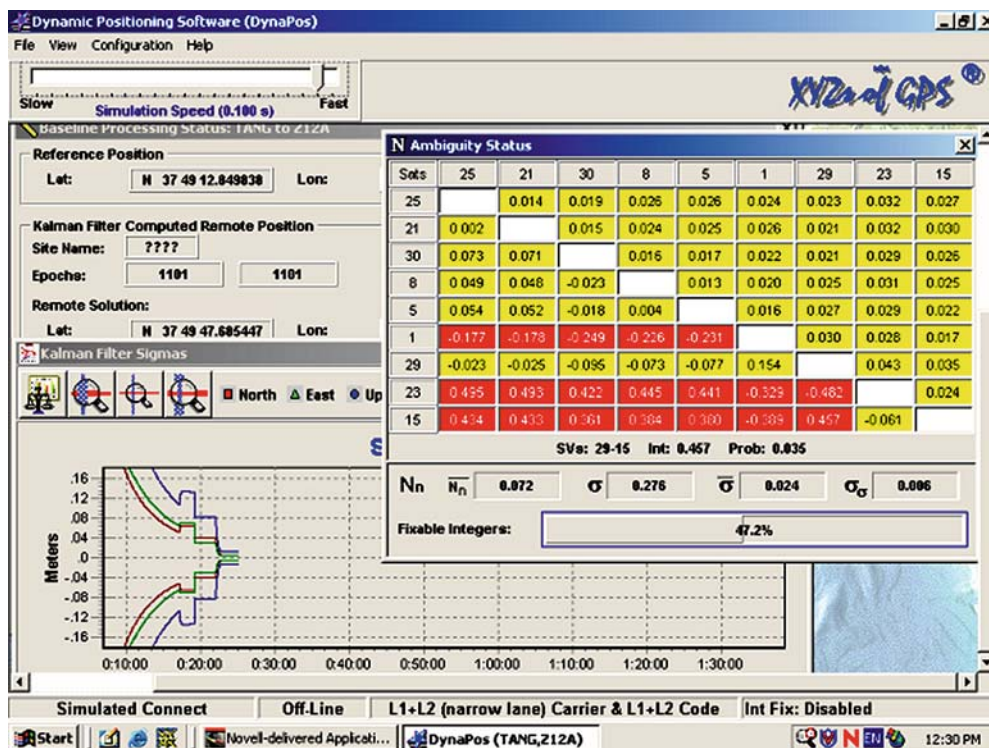 Dynamic Positioning Software (DynaPos)
File View Configuration Help
Slow Fast
Simulation Speed (0.100 s)
XYZs of GPS ®
Baseline Processing Status: TANG to Z12A
Reference Position
Lat: N 37 49 12.849838 Lon:
Kalman Filter Computed Remote Position
Site Name: ????
Epochs: 1101 1101
Remote Solution:
Lat: N 37 49 47.685447 Lon:
N Ambiguity Status
Sats 25 21 30 8 5 1 29 23 15
25 0.014 0.019 0.026 0.026 0.024 0.023 0.032 0.027
21 0.002 0.015 0.024 0.025 0.026 0.021 0.032 0.030
30 0.073 0.071 0.016 0.017 0.022 0.021 0.029 0.026
8 0.049 0.048 -0.023 0.013 0.020 0.025 0.031 0.025
5 0.054 0.052 -0.018 0.004 0.016 0.027 0.029 0.022
1 -0.177 -0.178 -0.249 -0.226 -0.231 0.030 0.028 0.017
29 -0.023 -0.025 -0.095 -0.073 -0.077 0.154 0.043 0.035
23 0.495 0.493 0.422 0.445 0.441 -0.329 -0.482 0.024
15 0.434 0.433 0.361 0.384 0.380 -0.389 0.457 -0.061
SVs: 29-15 Int: 0.457 Prob: 0.035
Nn Nn 0.072 σ 0.276 σ 0.024 σσ 0.006
Fixable Integers: 47.2%
Kalman Filter Sigmas
North East Up
S
Meters
.16
.12
.08
.04
.0
-.04
-.08
-.12
-.16
0:10:00 0:20:00 0:30:00 0:40:00 0:50:00 1:00:00 1:10:00 1:20:00 1:30:00
Simulated Connect Off-Line L1+L2 (narrow lane) Carrier & L1+L2 Code Int Fix: Disabled
Start Novell-delivered Applicati... DynaPos (TANG,Z12A) N EN 12:30 PM